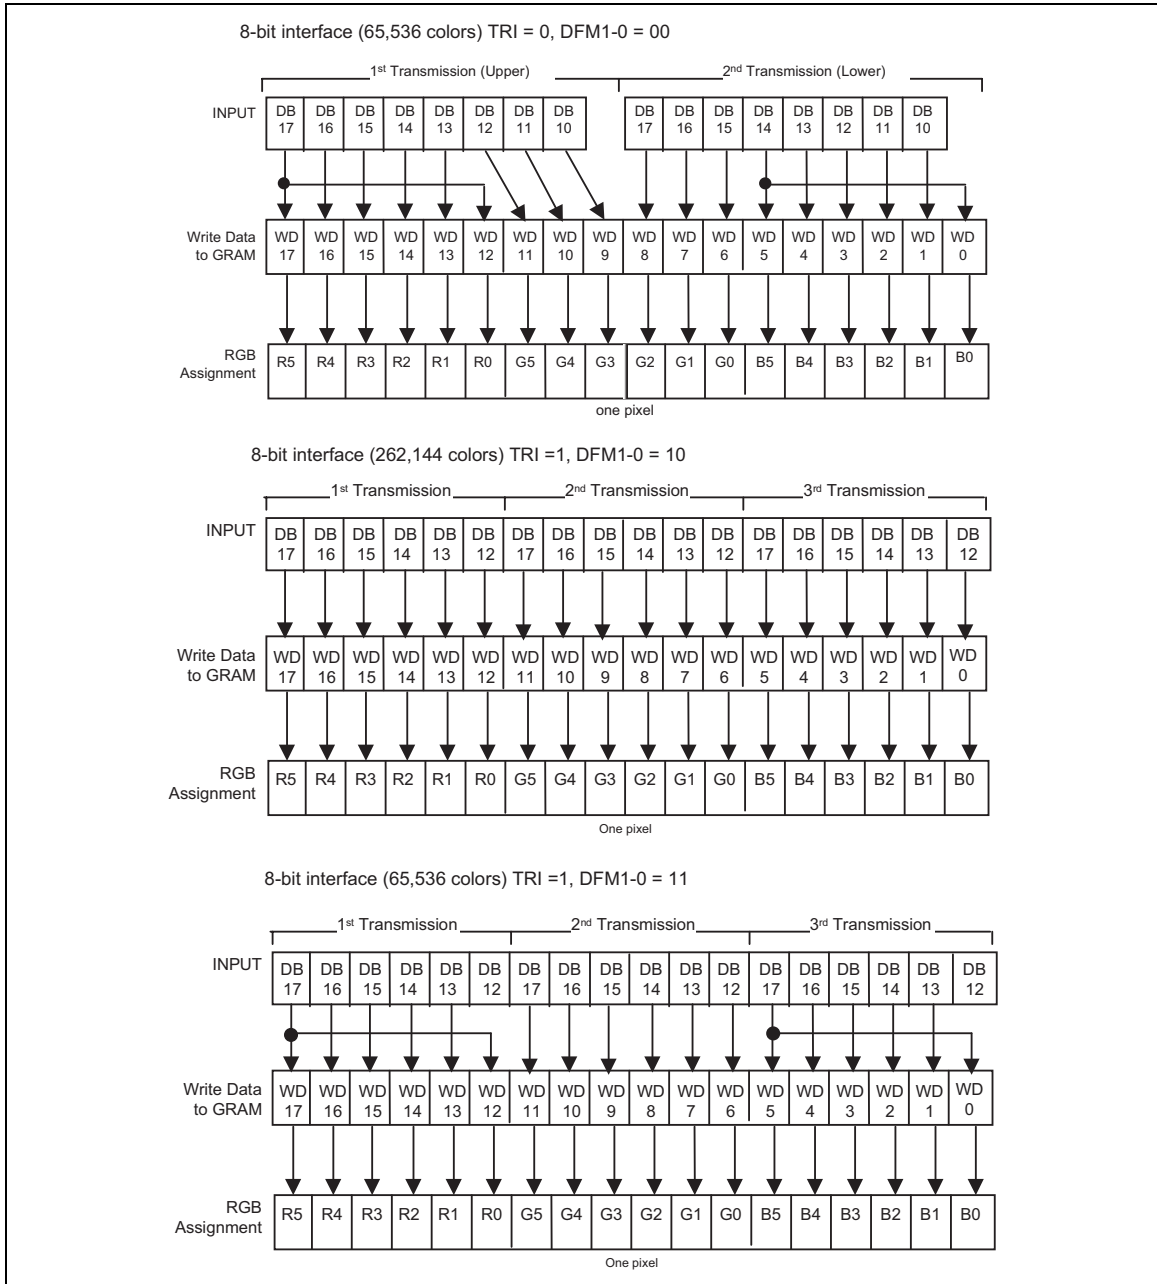 8-bit interface (65,536 colors) TRI = 0, DFM1-0 = 00
1st Transmission (Upper) 2nd Transmission (Lower)
INPUT DB 17 DB 16 DB 15 DB 14 DB 13 DB 12 DB 11 DB 10 DB 17 DB 16 DB 15 DB 14 DB 13 DB 12 DB 11 DB 10
Write Data to GRAM WD 17 WD 16 WD 15 WD 14 WD 13 WD 12 WD 11 WD 10 WD 9 WD 8 WD 7 WD 6 WD 5 WD 4 WD 3 WD 2 WD 1 WD 0
RGB Assignment R5 R4 R3 R2 R1 R0 G5 G4 G3 G2 G1 G0 B5 B4 B3 B2 B1 B0
one pixel
8-bit interface (262,144 colors) TRI =1, DFM1-0 = 10
1st Transmission 2nd Transmission 3rd Transmission
INPUT DB 17 DB 16 DB 15 DB 14 DB 13 DB 12 DB 17 DB 16 DB 15 DB 14 DB 13 DB 12 DB 17 DB 16 DB 15 DB 14 DB 13 DB 12
Write Data to GRAM WD 17 WD 16 WD 15 WD 14 WD 13 WD 12 WD 11 WD 10 WD 9 WD 8 WD 7 WD 6 WD 5 WD 4 WD 3 WD 2 WD 1 WD 0
RGB Assignment R5 R4 R3 R2 R1 R0 G5 G4 G3 G2 G1 G0 B5 B4 B3 B2 B1 B0
One pixel
8-bit interface (65,536 colors) TRI =1, DFM1-0 = 11
1st Transmission 2nd Transmission 3rd Transmission
INPUT DB 17 DB 16 DB 15 DB 14 DB 13 DB 12 DB 17 DB 16 DB 15 DB 14 DB 13 DB 12 DB 17 DB 16 DB 15 DB 14 DB 13 DB 12
Write Data to GRAM WD 17 WD 16 WD 15 WD 14 WD 13 WD 12 WD 11 WD 10 WD 9 WD 8 WD 7 WD 6 WD 5 WD 4 WD 3 WD 2 WD 1 WD 0
RGB Assignment R5 R4 R3 R2 R1 R0 G5 G4 G3 G2 G1 G0 B5 B4 B3 B2 B1 B0
One pixel